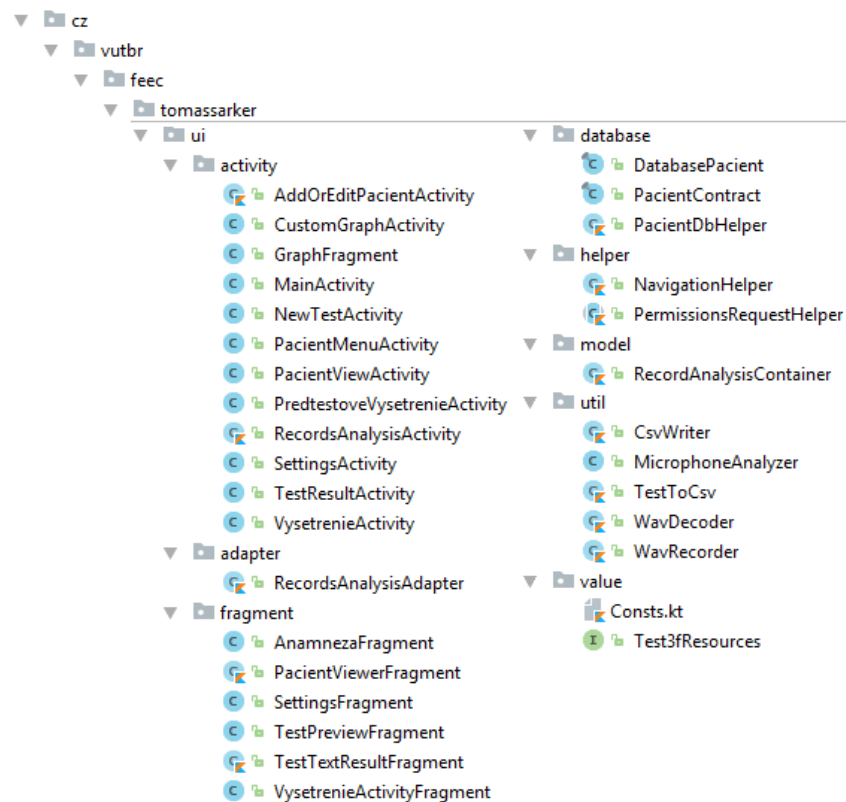 cz
vutbr
feec
tomassarker
ui
activity
AddOrEditPacientActivity
CustomGraphActivity
GraphFragment
MainActivity
NewTestActivity
PacientMenuActivity
PacientViewActivity
PredtestoveVysetrenieActivity
RecordsAnalysisActivity
SettingsActivity
TestResultActivity
VysetrenieActivity
adapter
RecordsAnalysisAdapter
fragment
AnamnezaFragment
PacientViewerFragment
SettingsFragment
TestPreviewFragment
TestTextResultFragment
VysetrenieActivityFragment
database
DatabasePacient
PacientContract
PacientDbHelper
helper
NavigationHelper
PermissionsRequestHelper
model
RecordAnalysisContainer
util
CsvWriter
MicrophoneAnalyzer
TestToCsv
WavDecoder
WavRecorder
value
Consts.kt
Test3fResources